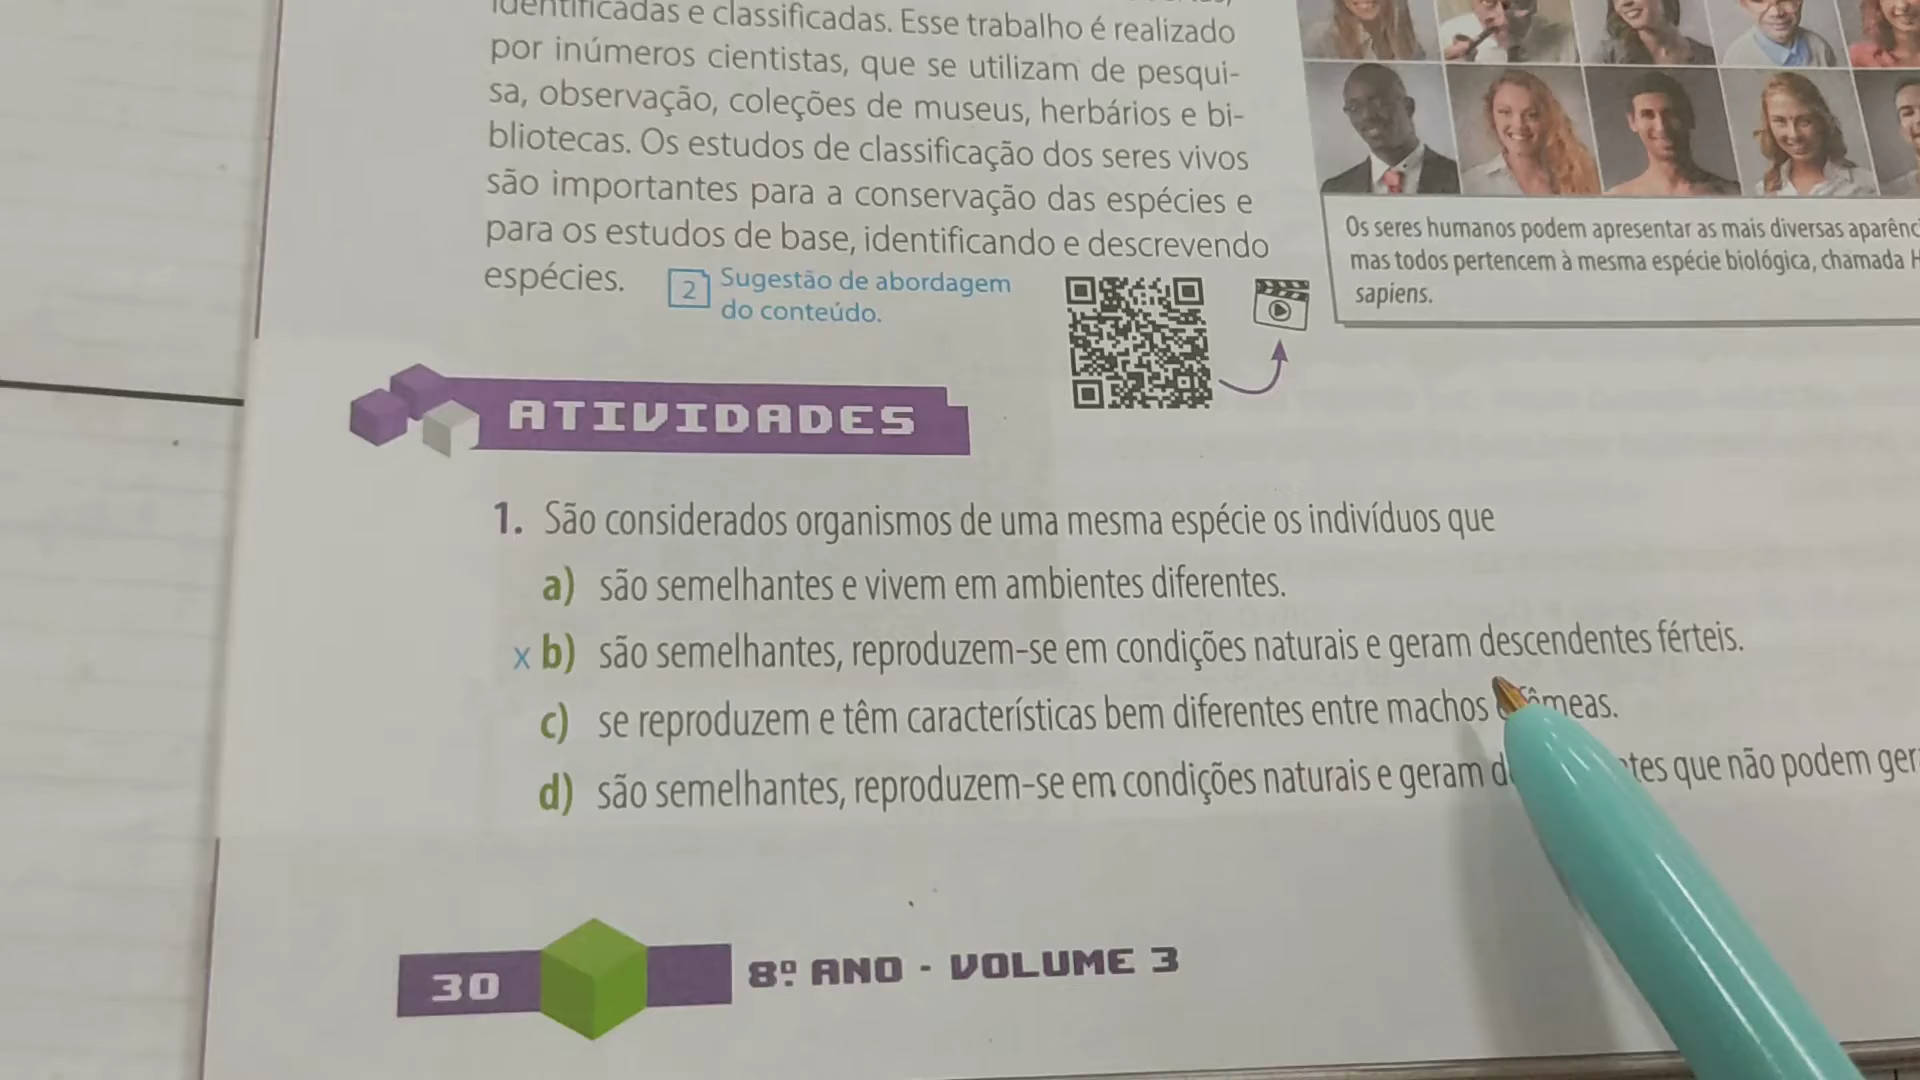 identificadas e classificadas. Esse trabalho é realizado
por inúmeros cientistas, que se utilizam de pesqui-
sa, observação, coleções de museus, herbários e bi-
bliotecas. Os estudos de classificação dos seres vivos
são importantes para a conservação das espécies e
para os estudos de base, identificando e descrevendo
espécies.
2 Sugestão de abordagem
do conteúdo.
Os seres humanos podem apresentar as mais diversas
mas todos pertencem à mesma espécie biológica, chamada
sapiens.
ATIVIDADES
1. São considerados organismos de uma mesma espécie os indivíduos que
a) são semelhantes e vivem em ambientes diferentes.
x b) são semelhantes, reproduzem-se em condições naturais e geram descendentes férteis.
c) se reproduzem e têm características bem diferentes entre machos e fêmeas.
d) são semelhantes, reproduzem-se em condições naturais e geram que não podem
30 8º ANO - VOLUME 3